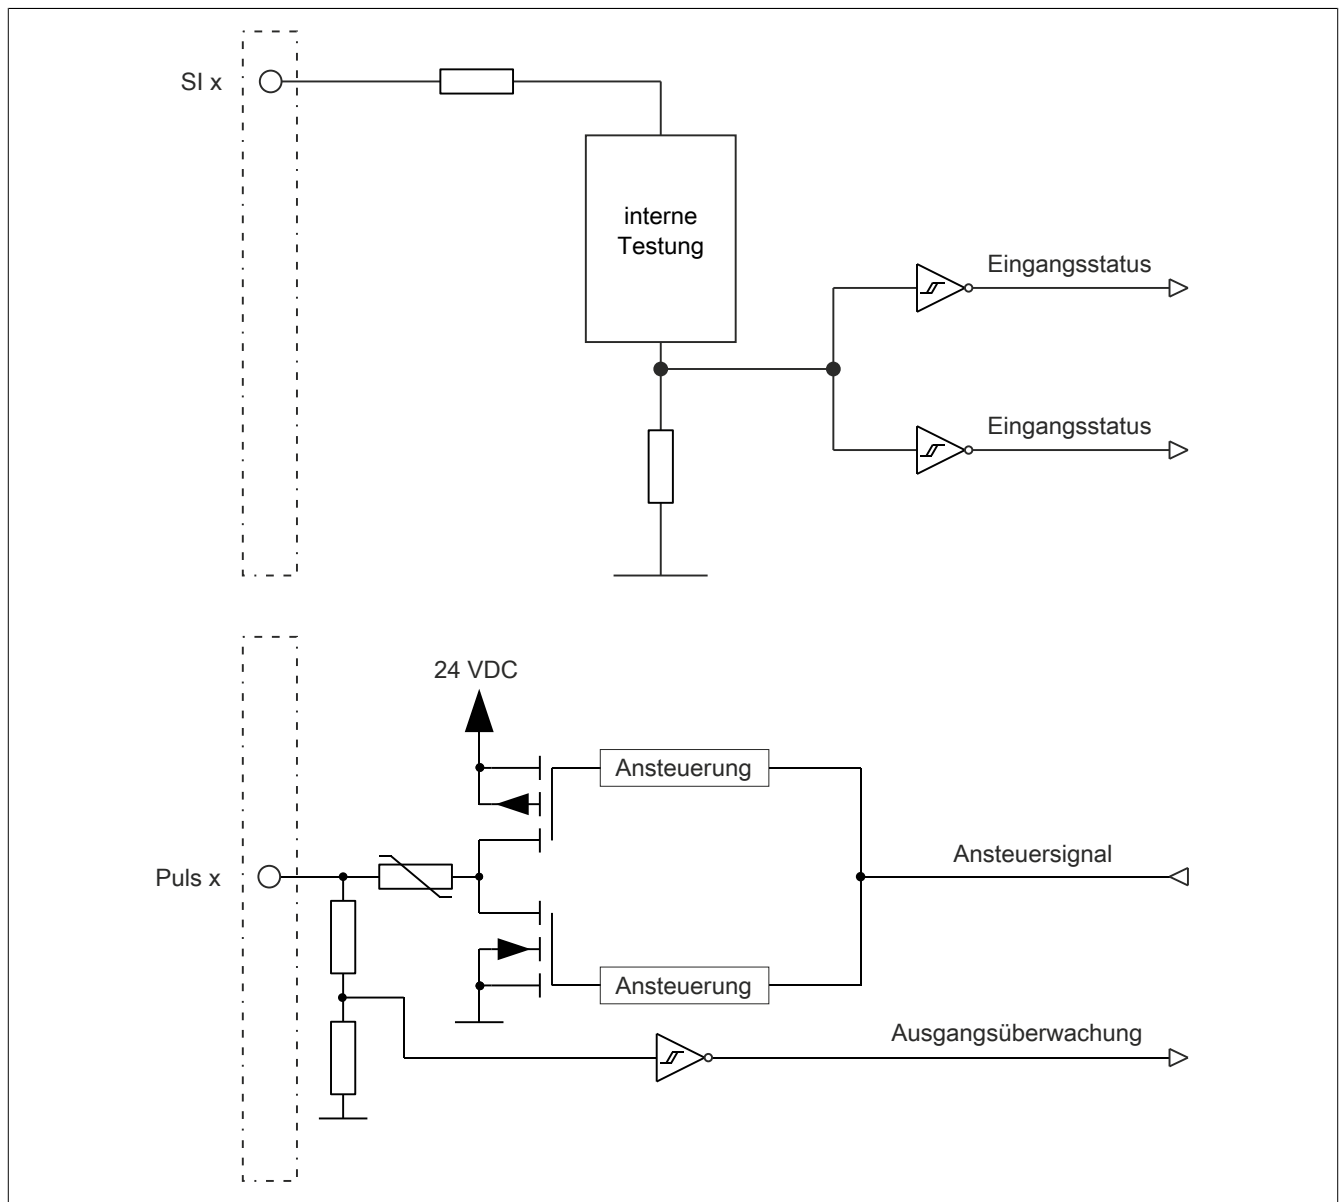 SI x
interne
Testung
Eingangsstatus
Eingangsstatus
24 VDC
Ansteuerung
Ansteuersignal
Puls x
Ansteuerung
Ausgangsüberwachung